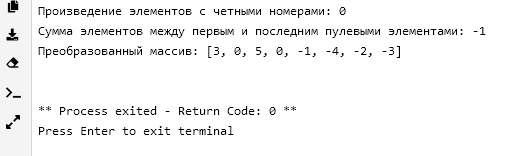 Произведение элементов с четными номерами: 0
Сумма элементов между первым и последним пулевыми элементами: -1
Преобразованный массив: [3, 0, 5, 0, -1, -4, -2, -3]
** Process exited - Return Code: 0 **
Press Enter to exit terminal